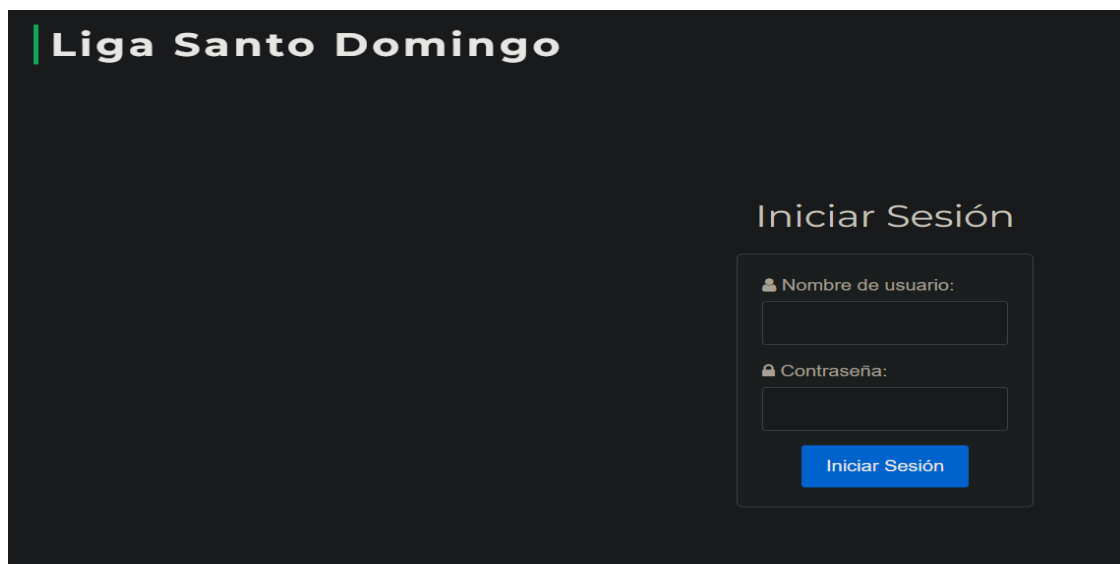 Liga Santo Domingo
Iniciar Sesión
Nombre de usuario:
Contraseña:
Iniciar Sesión